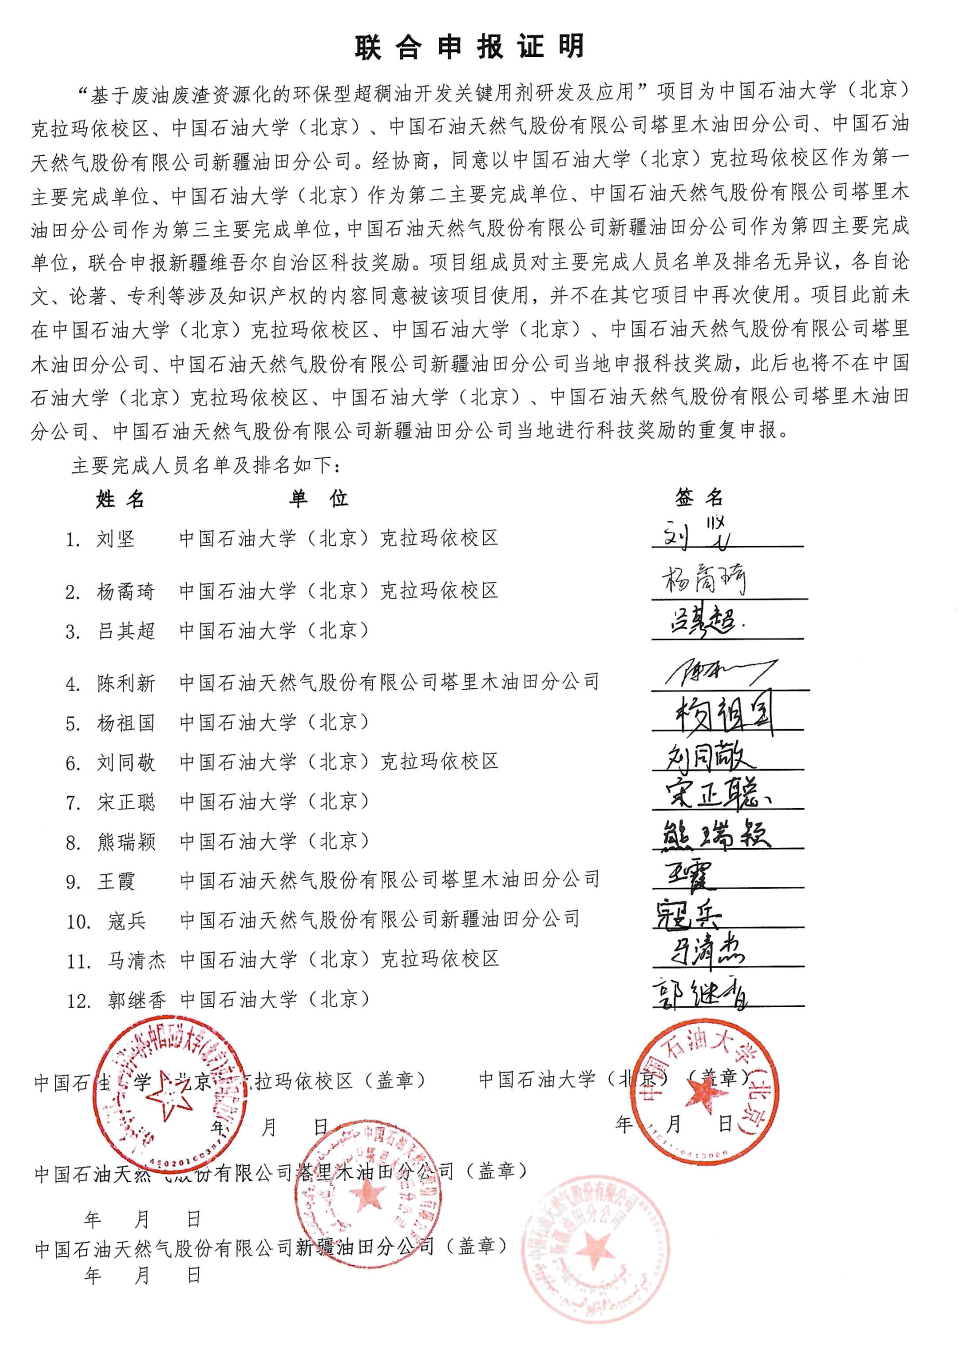 联合申报证明
“基于废油废渣资源化的环保型超稠油开发关键用剂研发及应用”项目为中国石油大学（北京）
克拉玛依校区、中国石油大学（北京）、中国石油天然气股份有限公司塔里木油田分公司、中国石油
天然气股份有限公司新疆油田分公司。经协商，同意以中国石油大学（北京）克拉玛依校区作为第一
主要完成单位、中国石油大学（北京）作为第二主要完成单位、中国石油天然气股份有限公司塔里木
油田分公司作为第三主要完成单位，中国石油天然气股份有限公司新疆油田分公司作为第四主要完成
单位，联合申报新疆维吾尔自治区科技奖励。项目组成员对主要完成人员名单及排名无异议，各自论
文、论著、专利等涉及知识产权的内容同意被该项目使用，并不在其它项目中再次使用。项目此前未
在中国石油大学（北京）克拉玛依校区、中国石油大学（北京）、中国石油天然气股份有限公司塔里
木油田分公司、中国石油天然气股份有限公司新疆油田分公司当地申报科技奖励，此后也将不在中国
石油大学（北京）克拉玛依校区、中国石油大学（北京）、中国石油天然气股份有限公司塔里木油田
分公司、中国石油天然气股份有限公司新疆油田分公司当地进行科技奖励的重复申报。
主要完成人员名单及排名如下：
姓名 单位 签名
1. 刘坚 中国石油大学（北京）克拉玛依校区 刘坚
2. 杨矞琦 中国石油大学（北京）克拉玛依校区 杨矞琦
3. 吕其超 中国石油大学（北京） 吕其超
4. 陈利新 中国石油天然气股份有限公司塔里木油田分公司
5. 杨祖国 中国石油大学（北京） 杨祖国
6. 刘同敬 中国石油大学（北京）克拉玛依校区 刘同敬
7. 宋正聪 中国石油大学（北京） 宋正聪
8. 熊瑞颖 中国石油大学（北京） 熊瑞颖
9. 王霞 中国石油天然气股份有限公司塔里木油田分公司 王霞
10. 寇兵 中国石油天然气股份有限公司新疆油田分公司 寇兵
11. 马清杰 中国石油大学（北京）克拉玛依校区 马清杰
12. 郭继香 中国石油大学（北京） 郭继香
中国石油大学（北京）克拉玛依校区（盖章） 中国石油大学（北京）（盖章）
年 月 日 年 月 日
中国石油大学（北京）
中国石油天然气股份有限公司塔里木油田分公司（盖章）
年 月 日
中国石油天然气股份有限公司新疆油田分公司（盖章）
年 月 日
中国石油天然气股份有限公司
新疆油田分公司